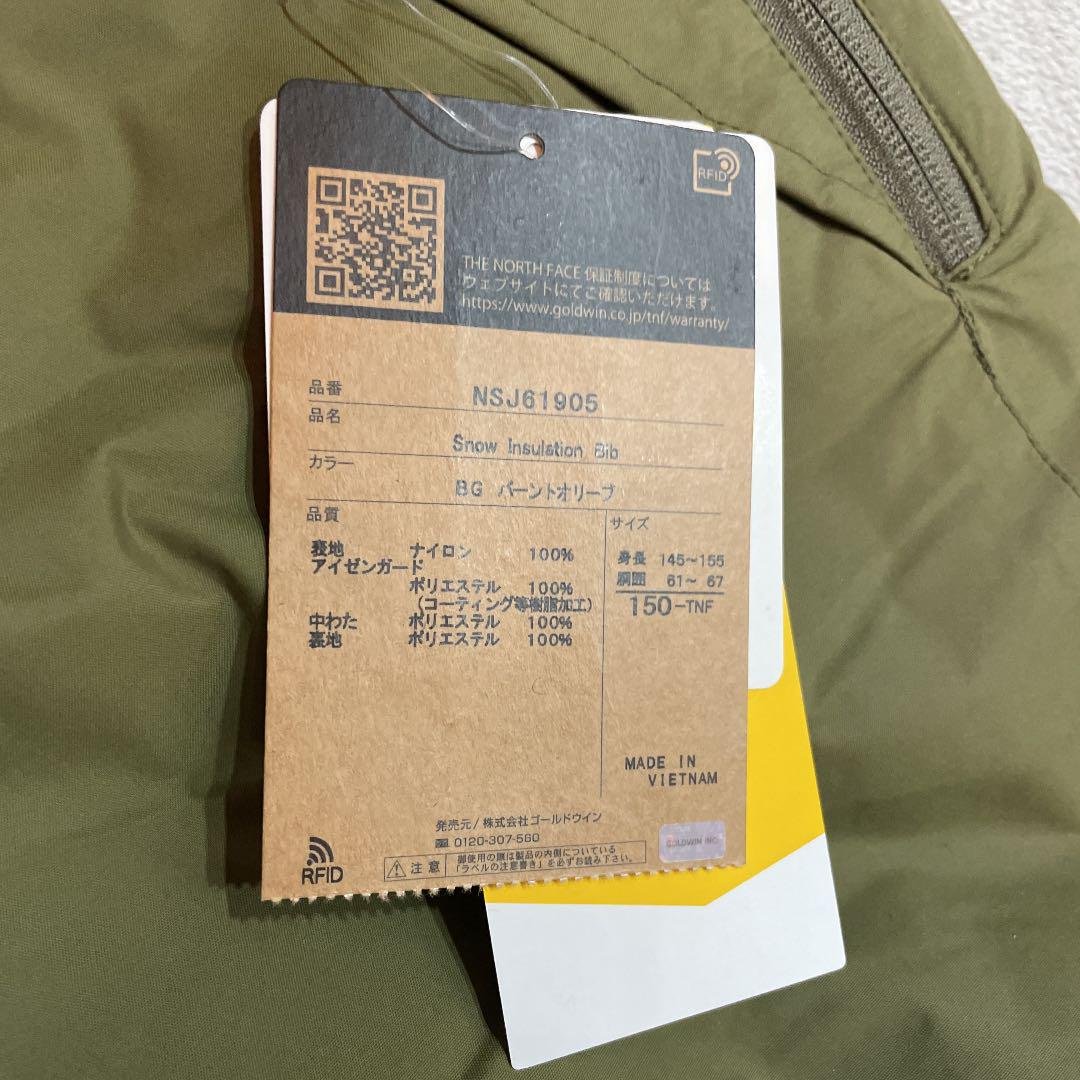 RFID
THE NORTH FACE 保証制度については
ウェブサイトにてご確認いただけます。
https://www.goldwin.co.jp/tnf/warranty/
品番 NSJ61905
品名
Snow Insulation Bib
カラー
BG バーントオリーブ
品質
表地 ナイロン 100%
アイゼンガード
ポリエステル 100%
(コーティング等樹脂加工)
中わた ポリエステル 100%
裏地 ポリエステル 100%
サイズ
身長 145~155
胴囲 61~ 67
150-TNF
MADE IN
VIETNAM
発売元/株式会社ゴールドウイン
0120-307-560
RFID
注意
御使用の際は製品の内側についている
「ラベルの注意書き」を必ずお読み下さい。
GOLDWIN INC.